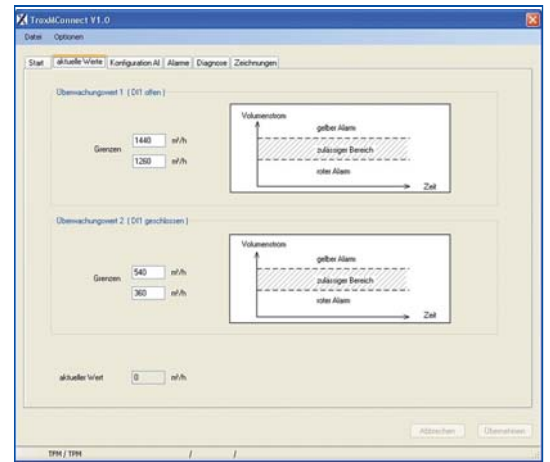 TroxMConnect V1.0
Datei Optionen
Start aktuelle Werte Konfiguration AI Alarme Diagnose Zeichnungen
Überwachungswert 1 ( DI1 offen )
Volumenstrom
gelber Alarm
Grenzen 1440 m³/h
zulässiger Bereich
1260 m³/h
roter Alarm
Zeit
Überwachungswert 2 ( DI1 geschlossen )
Volumenstrom
gelber Alarm
Grenzen 540 m³/h
zulässiger Bereich
360 m³/h
roter Alarm
Zeit
aktueller Wert 0 m³/h
Abbrechen Übernehmen
TPM / TPM / /